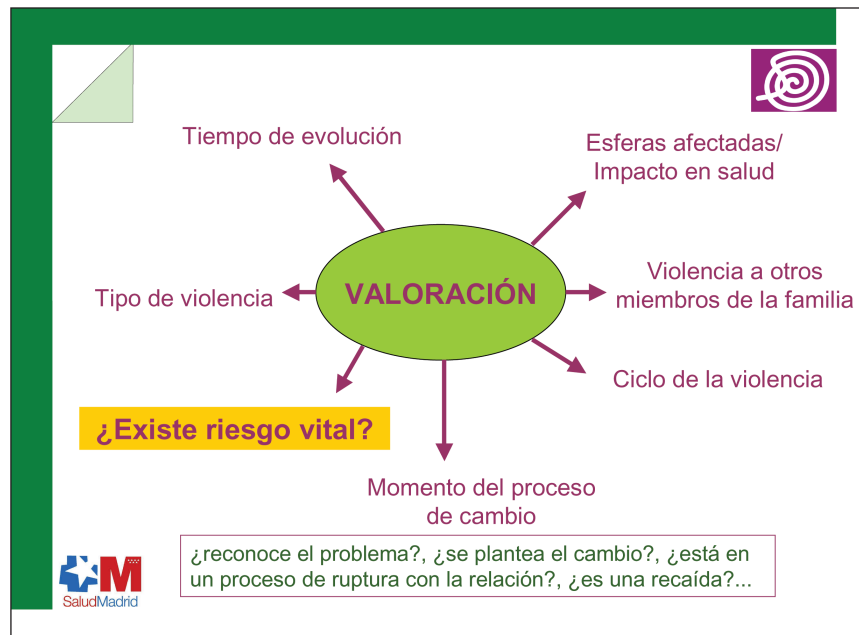 Tiempo de evolución
Esferas afectadas/
Impacto en salud
Tipo de violencia
VALORACIÓN
Violencia a otros
miembros de la familia
Ciclo de la violencia
¿Existe riesgo vital?
Momento del proceso
de cambio
¿reconoce el problema?, ¿se plantea el cambio?, ¿está en
un proceso de ruptura con la relación?, ¿es una recaída?...
M
SaludMadrid